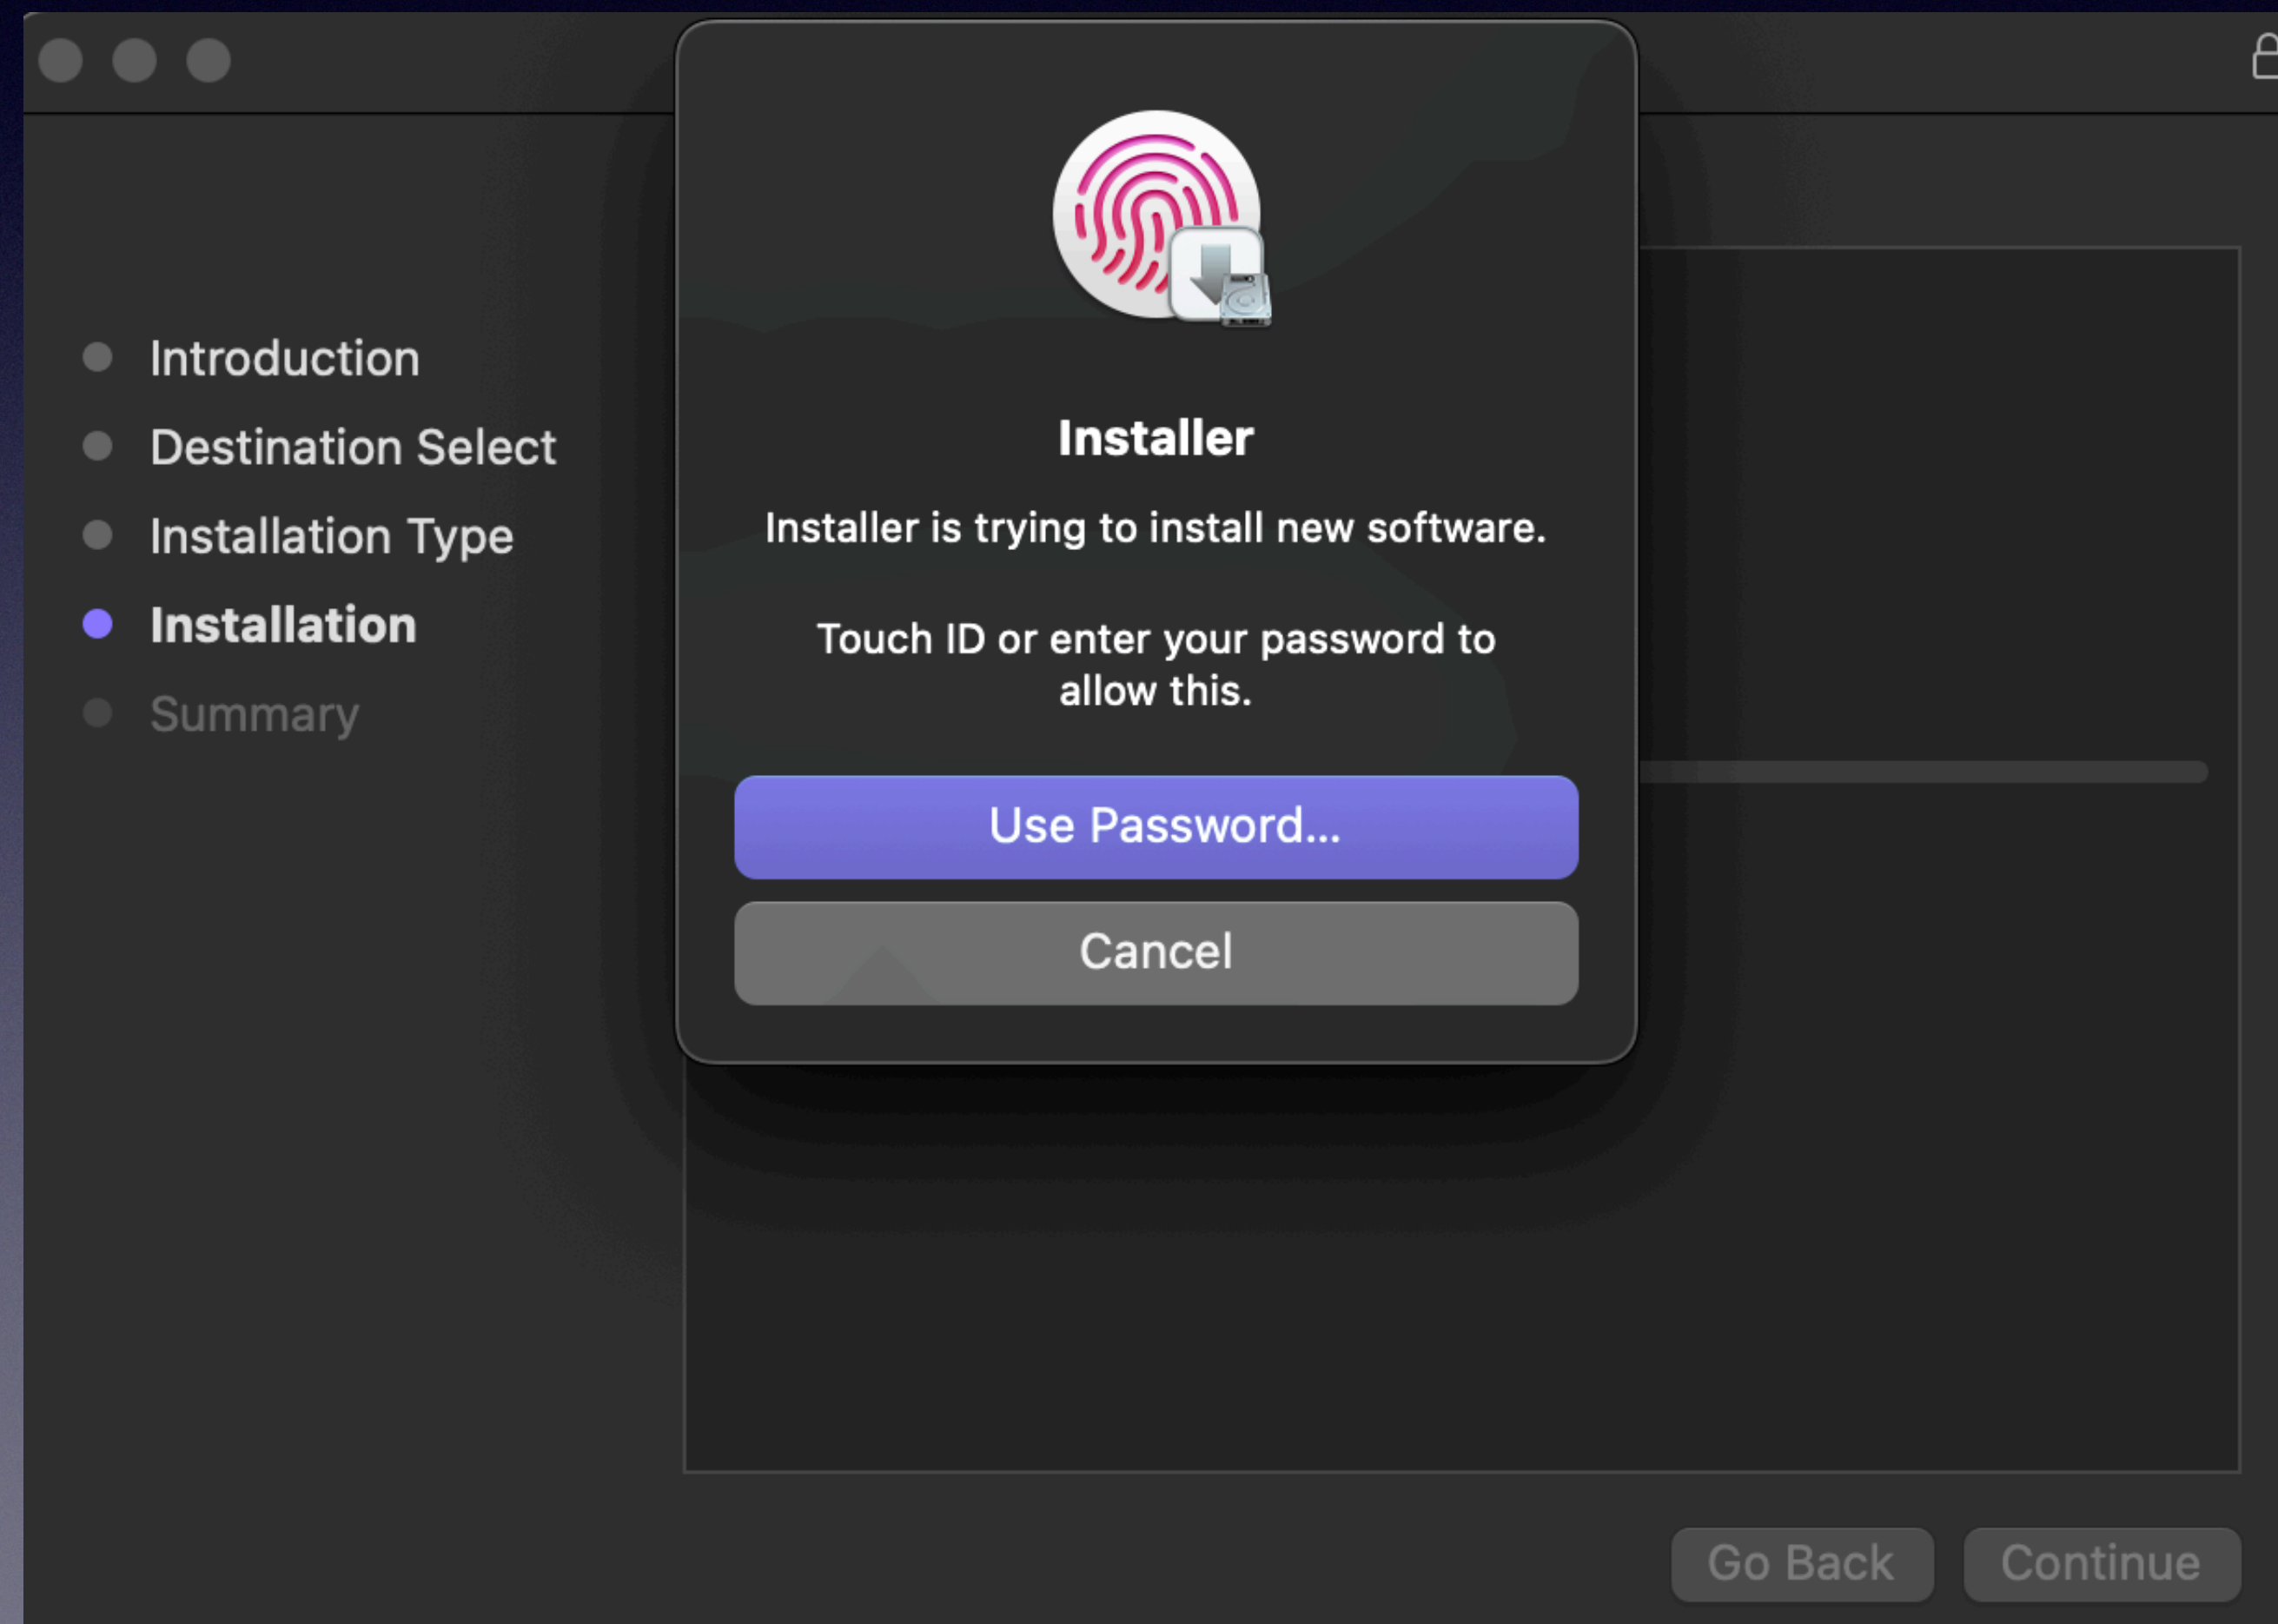 Introduction
Destination Select
Installation Type
Installation
Summary
Installer
Installer is trying to install new software.
Touch ID or enter your password to
allow this.
Use Password...
Cancel
Go Back
Continue